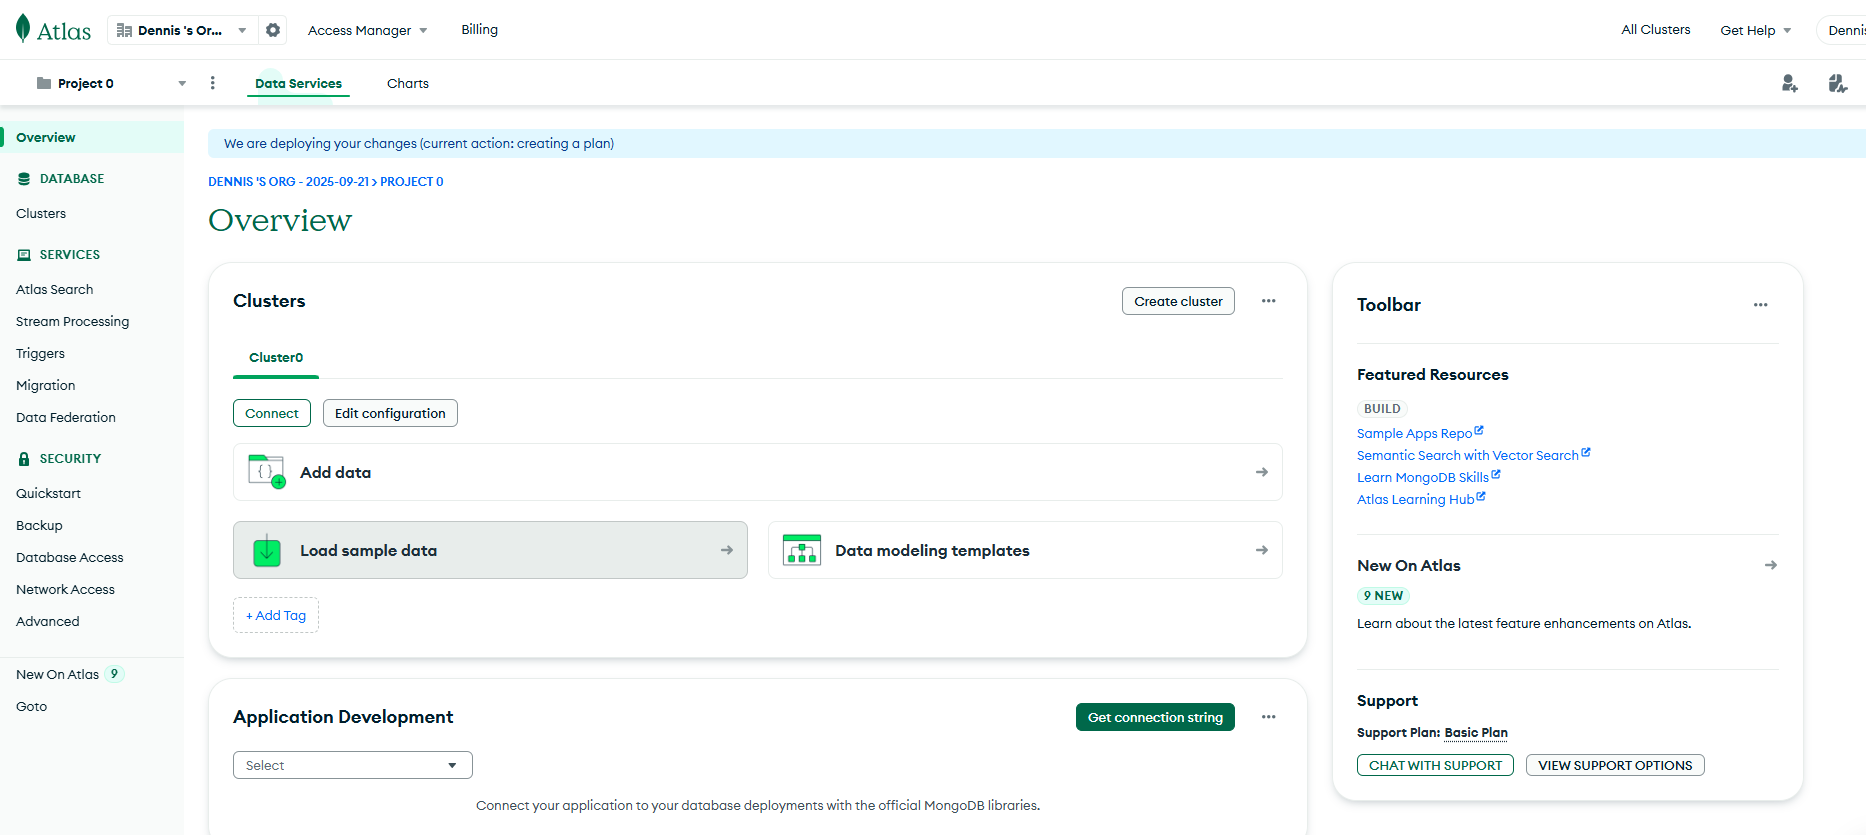 Atlas
Dennis 's Or...
Access Manager
Billing
All Clusters
Get Help
Project 0
Data Services
Charts
Overview
DATABASE
Clusters
SERVICES
Atlas Search
Stream Processing
Triggers
Migration
Data Federation
SECURITY
Quickstart
Backup
Database Access
Network Access
Advanced
New On Atlas 9
Goto
We are deploying your changes (current action: creating a plan)
DENNIS 'S ORG - 2025-09-21 > PROJECT 0
Overview
Clusters
Create cluster
Cluster0
Connect
Edit configuration
{ }
Add data
Load sample data
Data modeling templates
+ Add Tag
Application Development
Get connection string
Select
Connect your application to your database deployments with the official MongoDB libraries.
Toolbar
Featured Resources
BUILD
Sample Apps Repo
Semantic Search with Vector Search
Learn MongoDB Skills
Atlas Learning Hub
New On Atlas
9 NEW
Learn about the latest feature enhancements on Atlas.
Support
Support Plan: Basic Plan
CHAT WITH SUPPORT
VIEW SUPPORT OPTIONS